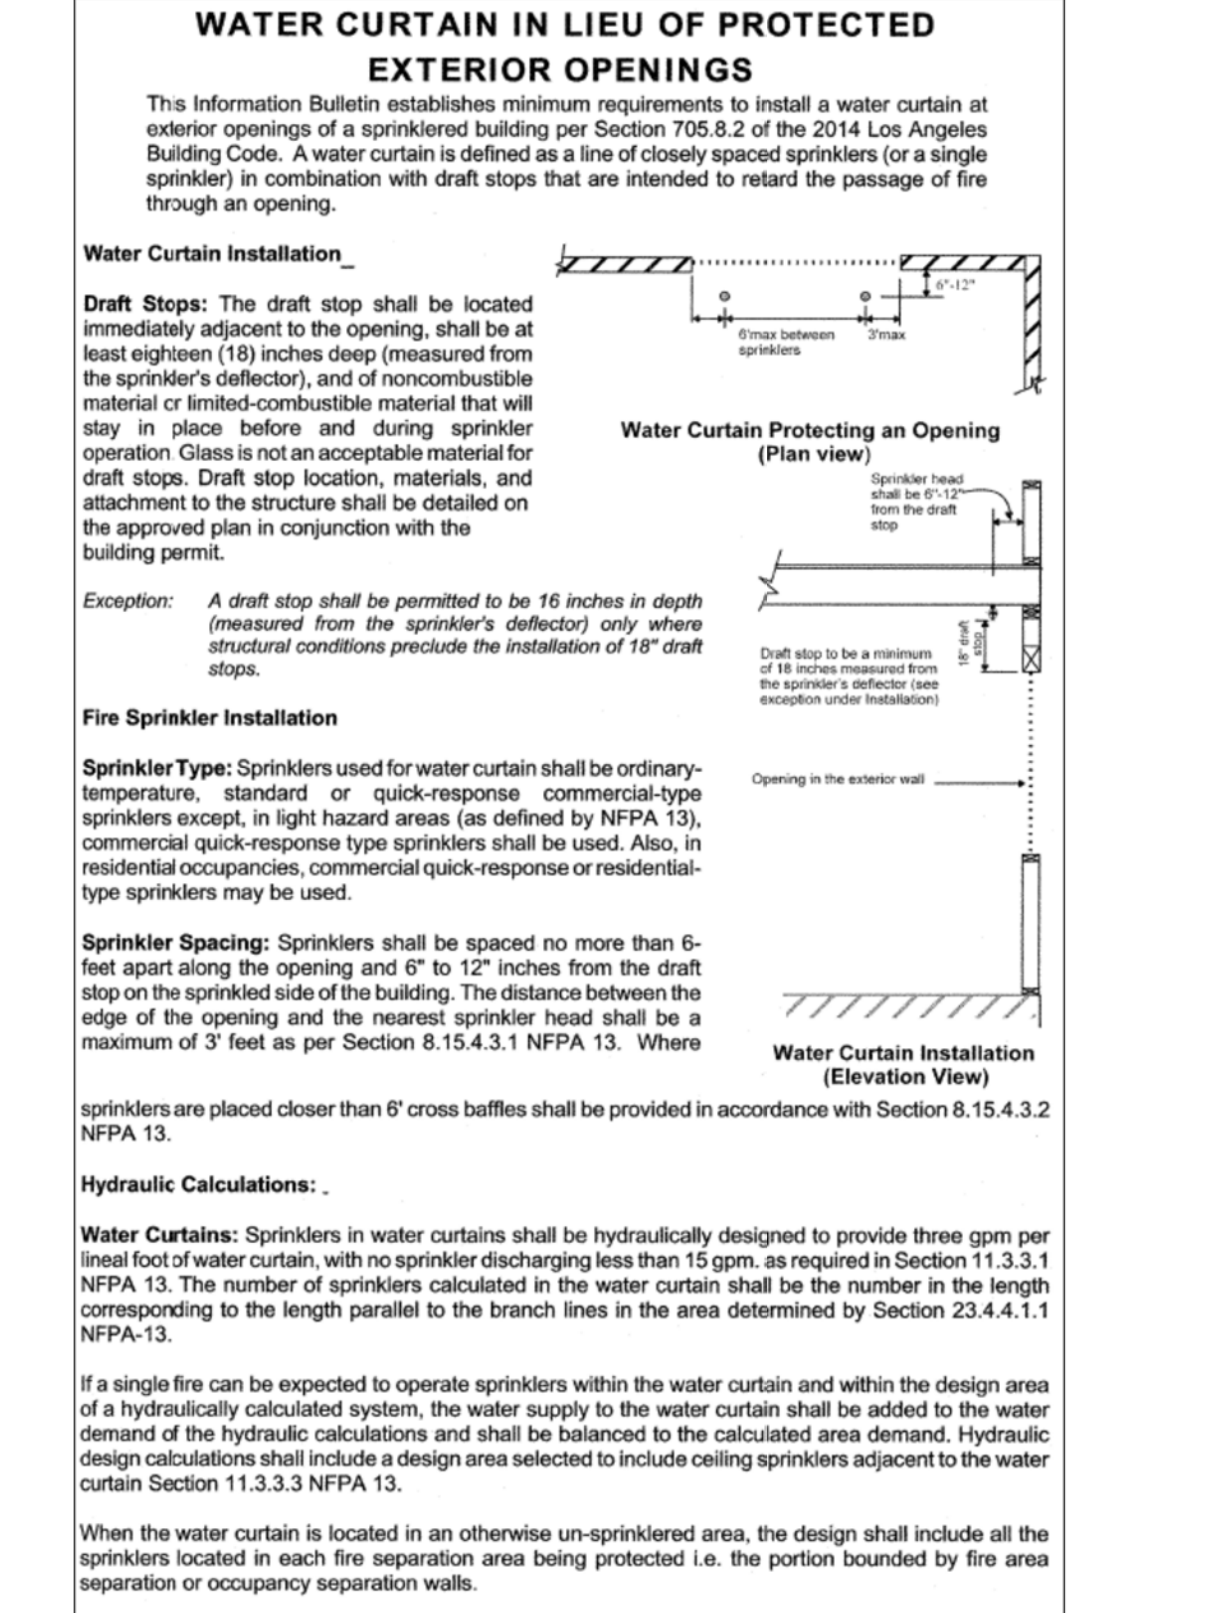 WATER CURTAIN IN LIEU OF PROTECTED
EXTERIOR OPENINGS
This Information Bulletin establishes minimum requirements to install a water curtain at
exterior openings of a sprinklered building per Section 705.8.2 of the 2014 Los Angeles
Building Code. A water curtain is defined as a line of closely spaced sprinklers (or a single
sprinkler) in combination with draft stops that are intended to retard the passage of fire
through an opening.
Water Curtain Installation_
Draft Stops: The draft stop shall be located
immediately adjacent to the opening, shall be at
least eighteen (18) inches deep (measured from
the sprinkler's deflector), and of noncombustible
material cr limited-combustible material that will
stay in place before and during sprinkler
operation. Glass is not an acceptable material for
draft stops. Draft stop location, materials, and
attachment to the structure shall be detailed on
the approved plan in conjunction with the
building permit.
6"-12"
6'max between
sprinklers
3'max
Water Curtain Protecting an Opening
(Plan view)
Sprinkler head
shall be 6"-12"
from the draft
stop
Exception: A draft stop shall be permitted to be 16 inches in depth
(measured from the sprinkler's deflector) only where
structural conditions preclude the installation of 18" draft
stops.
18" draft
stop
Draft stop to be a minimum
of 18 inches measured from
the sprinkler's deflector (see
exception under Installation)
Fire Sprinkler Installation
Sprinkler Type: Sprinklers used for water curtain shall be ordinary-
temperature, standard or quick-response commercial-type
sprinklers except, in light hazard areas (as defined by NFPA 13),
commercial quick-response type sprinklers shall be used. Also, in
residential occupancies, commercial quick-response or residential-
type sprinklers may be used.
Opening in the exterior wall
Sprinkler Spacing: Sprinklers shall be spaced no more than 6-
feet apart along the opening and 6" to 12" inches from the draft
stop on the sprinkled side of the building. The distance between the
edge of the opening and the nearest sprinkler head shall be a
maximum of 3' feet as per Section 8.15.4.3.1 NFPA 13. Where
Water Curtain Installation
(Elevation View)
sprinklers are placed closer than 6' cross baffles shall be provided in accordance with Section 8.15.4.3.2
NFPA 13.
Hydraulic Calculations: _
Water Curtains: Sprinklers in water curtains shall be hydraulically designed to provide three gpm per
lineal foot of water curtain, with no sprinkler discharging less than 15 gpm. as required in Section 11.3.3.1
NFPA 13. The number of sprinklers calculated in the water curtain shall be the number in the length
corresponding to the length parallel to the branch lines in the area determined by Section 23.4.4.1.1
NFPA-13.
If a single fire can be expected to operate sprinklers within the water curtain and within the design area
of a hydraulically calculated system, the water supply to the water curtain shall be added to the water
demand of the hydraulic calculations and shall be balanced to the calculated area demand. Hydraulic
design calculations shall include a design area selected to include ceiling sprinklers adjacent to the water
curtain Section 11.3.3.3 NFPA 13.
When the water curtain is located in an otherwise un-sprinklered area, the design shall include all the
sprinklers located in each fire separation area being protected i.e. the portion bounded by fire area
separation or occupancy separation walls.